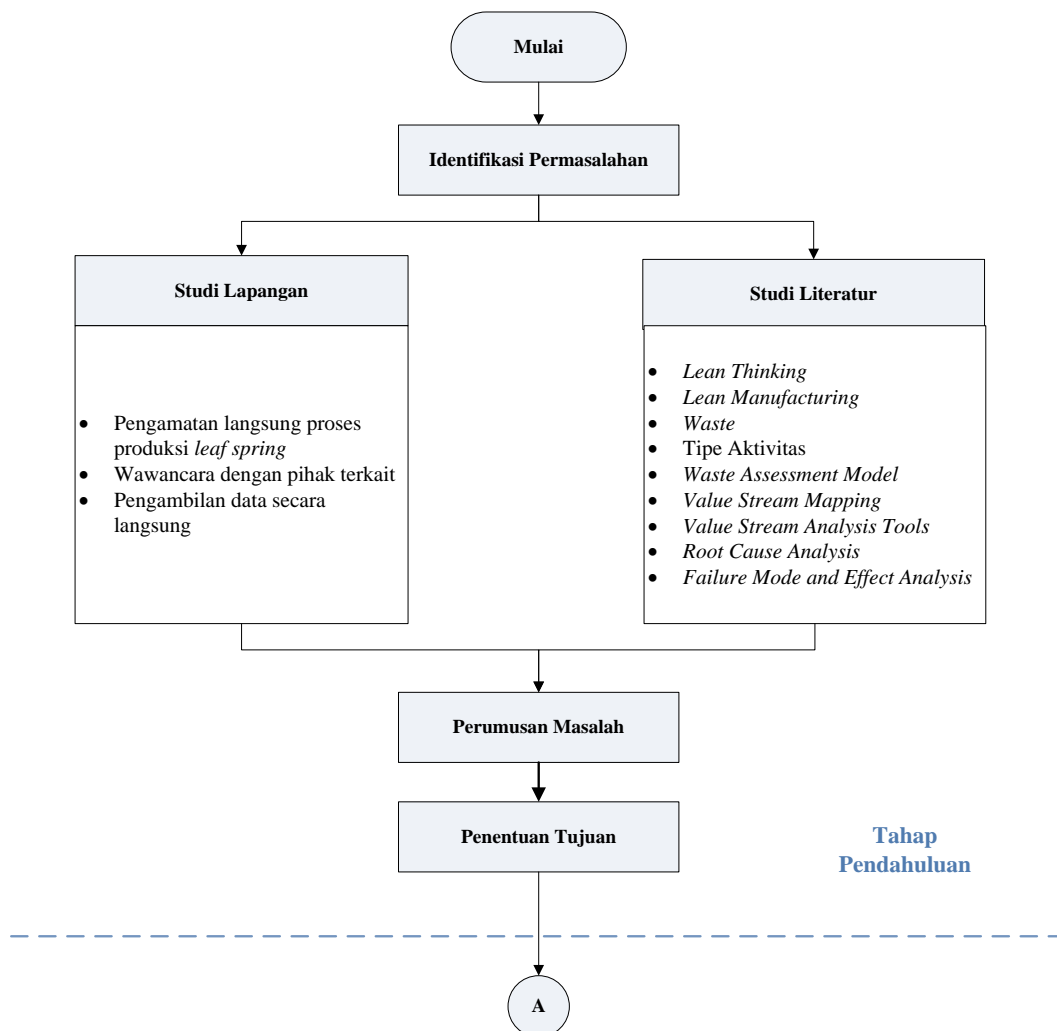 Mulai
Identifikasi Permasalahan
Studi Lapangan
• Pengamatan langsung proses
produksi leaf spring
• Wawancara dengan pihak terkait
• Pengambilan data secara
langsung
Studi Literatur
• Lean Thinking
• Lean Manufacturing
• Waste
• Tipe Aktivitas
• Waste Assessment Model
• Value Stream Mapping
• Value Stream Analysis Tools
• Root Cause Analysis
• Failure Mode and Effect Analysis
Perumusan Masalah
Penentuan Tujuan
Tahap
Pendahuluan
A